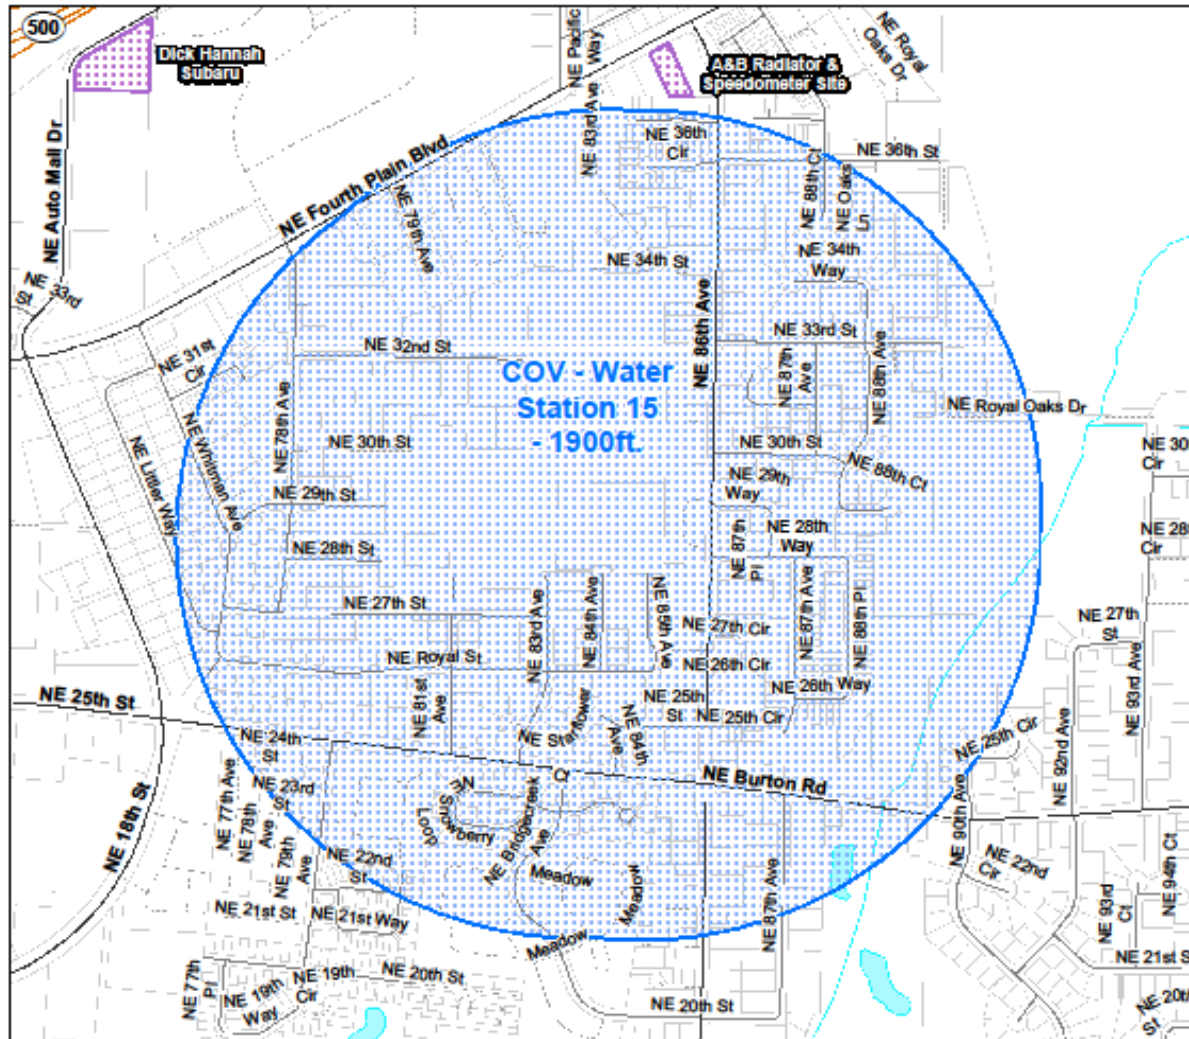 500
Dick Hannah
Subaru
NE Pacific
Way
NE Royal
Oaks Dr
A&B Radiator &
Speedometer Site
NE Auto Mall Dr
NE 83rd Ave
NE 36th
Cir
NE 36th St
NE Fourth Plain Blvd
NE 88th Ct
NE Oaks
Ln
NE 79th Ave
NE 34th St
NE 34th
Way
NE 33rd
St
NE 86th Ave
NE 33rd St
NE 31st
Cir
NE 32nd St
NE 87th
Ave
NE 88th Ave
COV - Water
Station 15
- 1900ft.
NE Royal Oaks Dr
NE 78th Ave
NE Whitman Ave
NE Littler Way
NE 30th St
NE 30th St
NE 88th Ct
NE 30
Cir
NE 29th St
NE 29th
Way
NE 28th St
NE 28th
Way
NE 28
Cir
NE 87th
Pl
NE 27th St
NE 83rd Ave
NE 84th Ave
NE 85th Ave
NE 87th Ave
NE 88th Pl
NE 27th Cir
NE 27th
St
NE Royal St
NE 26th Cir
NE 26th Way
NE 93rd Ave
NE 25th St
NE 81st
Ave
NE Starflower
NE 84th
Ave
NE 25th
St
NE 25th Cir
NE 25th Cir
NE 92nd Ave
NE 24th
St
NE Burton Rd
NE 90th Ave
NE 18th St
NE 77th Ave
NE 78th
Ave
NE 23rd
St
NE 79th
Ave
NE
Snowberry
Loop
NE Bridgecreek
Ave
NE 22nd
St
Meadow
Meadow
Meadow
NE 87th Ave
NE 22nd
Cir
NE 93rd
Ct
NE 94th Ct
NE 21st St
NE 21st Way
NE 21st S
NE 77th
Pl
NE 19th
Cir
NE 20th St
NE 19th
Way
NE 20th St
NE 20th
St